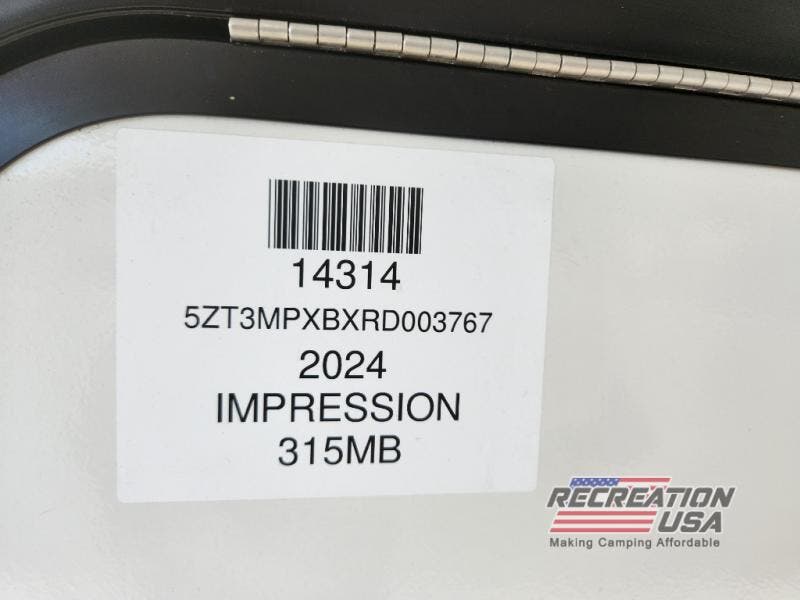 14314
5ZT3MPXBXRD003767
2024
IMPRESSION
315MB
RECREATION
USA
Making Camping Affordable